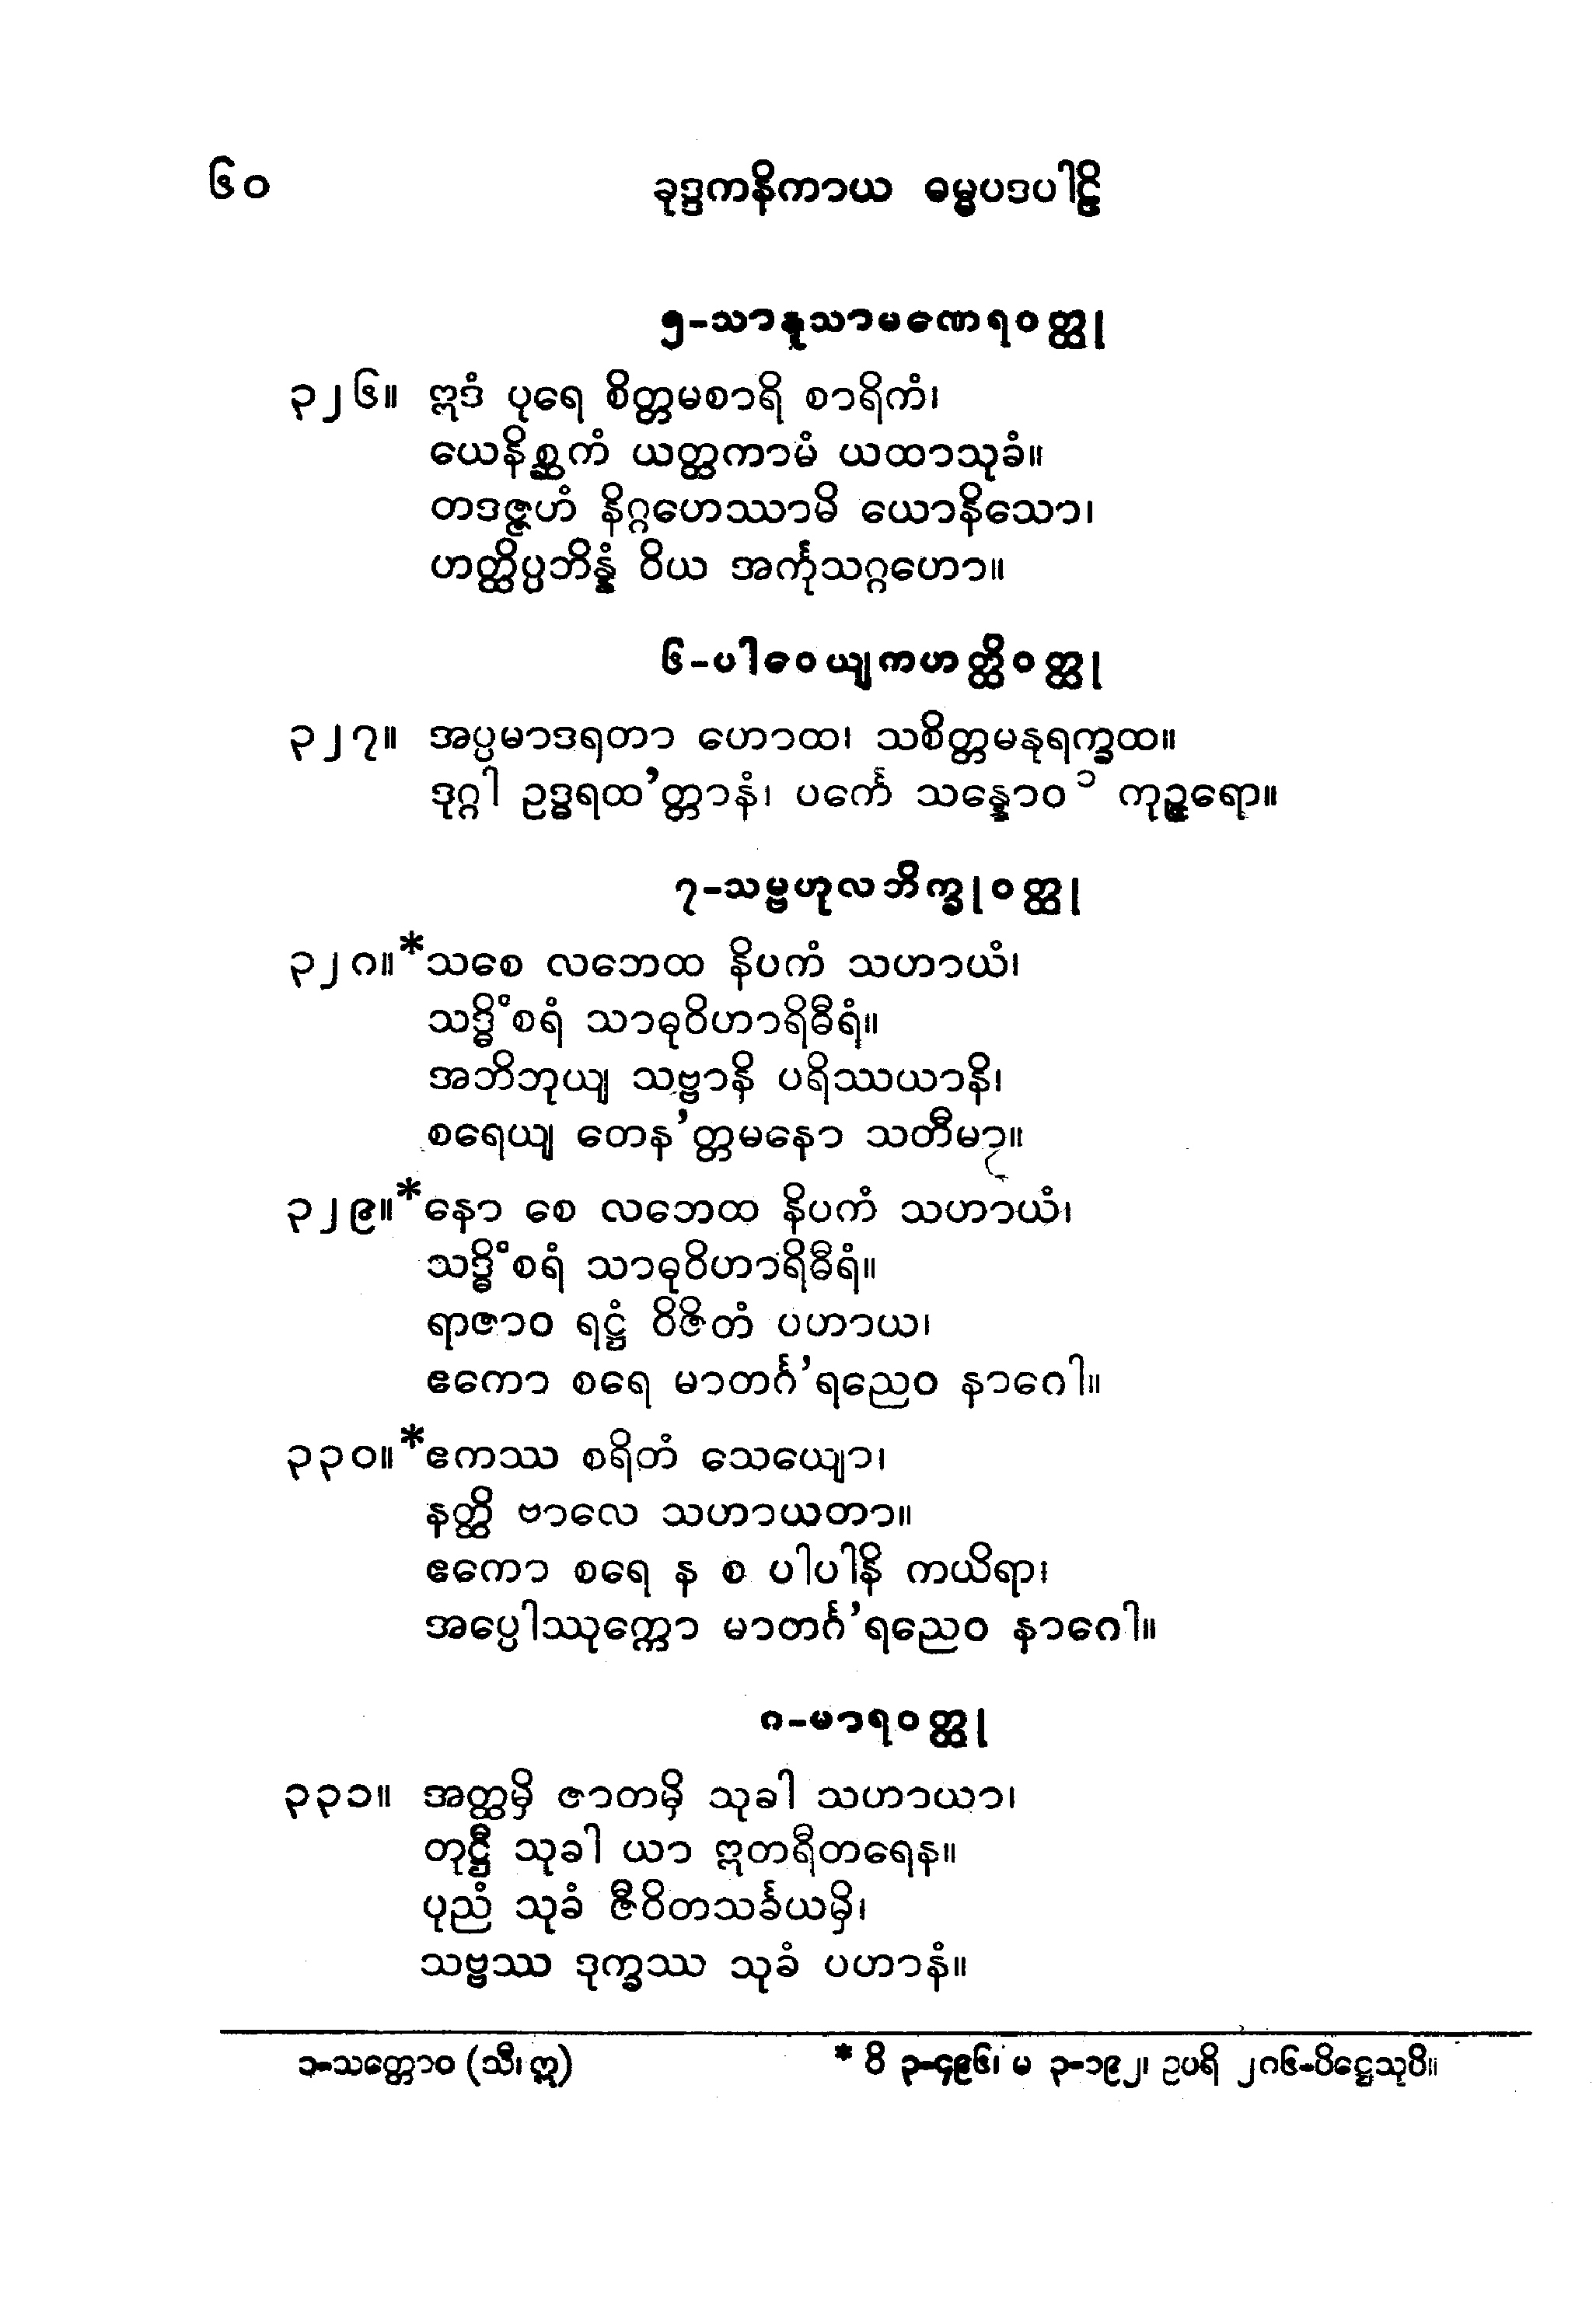 ၆၀ ခုဒ္ဒကနိကာယ ဓမ္မပဒပါဠိ
၅-သာနုသာမဏေရဝတ္ထု
၃၂၆။ ဣဒံ ပုရေ စိတ္တမစာရိ စာရိကံ၊
ယေနိစ္ဆကံ ယတ္ထကာမံ ယထာသုခံ။
တဒဇ္ဇဟံ နိဂ္ဂဟေဿာမိ ယောနိသော၊
ဟတ္ထိပ္ပဘိန္နံ ဝိယ အင်္ကုသဂ္ဂဟော။
၆-ပါဝေယျကဟတ္ထိဝတ္ထု
၃၂၇။ အပ္ပမာဒရတာ ဟောထ၊ သစိတ္တမနုရက္ခထ။
ဒုဂ္ဂါ ဥဒ္ဓရထ’တ္တာနံ၊ ပင်္ကေ သန္နောဝ ၁ ကုဉ္ဇရော။
၇-သမ္ဗဟုလဘိက္ခုဝတ္ထု
၃၂၈။*သစေ လဘေထ နိပကံ သဟာယံ၊
သဒ္ဓိံ စရံ သာဓုဝိဟာရိဓီရံ။
အဘိဘုယျ သဗ္ဗာနိ ပရိဿယာနိ၊
စရေယျ တေန’တ္တမနော သတီမာ။
၃၂၉။*နော စေ လဘေထ နိပကံ သဟာယံ၊
သဒ္ဓိံ စရံ သာဓုဝိဟာရိဓီရံ။
ရာဇာဝ ရဋ္ဌံ ဝိဇိတံ ပဟာယ၊
ဧကော စရေ မာတင်္ဂ’ရညေဝ နာဂေါ။
၃၃၀။*ဧကဿ စရိတံ သေယျော၊
နတ္ထိ ဗာလေ သဟာယတာ။
ဧကော စရေ န စ ပါပါနိ ကယိရာ၊
အပ္ပေါဿုက္ကော မာတင်္ဂ’ရညေဝ နာဂေါ။
၈-မာရဝတ္ထု
၃၃၁။ အတ္ထမှိ ဇာတမှိ သုခါ သဟာယာ၊
တုဋ္ဌီ သုခါ ယာ ဣတရီတရေန။
ပုညံ သုခံ ဇီဝိတသင်္ခယမှိ၊
သဗ္ဗဿ ဒုက္ခဿ သုခံ ပဟာနံ။
၁-သတ္တောဝ (သီ၊ ဣ) * ဝိ ၃-၄၉၆၊ မ ၃-၁၉၂၊ ဥပရိ ၂၈၆-ပိဋ္ဌေသုပိ။